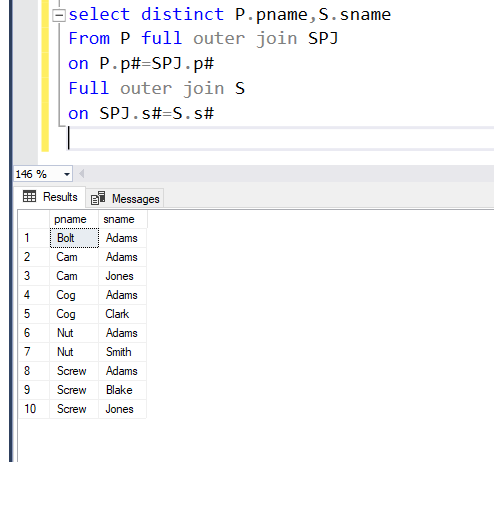 select distinct P.pname,S.sname
From P full outer join SPJ
on P.p#=SPJ.p#
Full outer join S
on SPJ.s#=S.s#
146 %
Results Messages
pname sname
1 Bolt Adams
2 Cam Adams
3 Cam Jones
4 Cog Adams
5 Cog Clark
6 Nut Adams
7 Nut Smith
8 Screw Adams
9 Screw Blake
10 Screw Jones